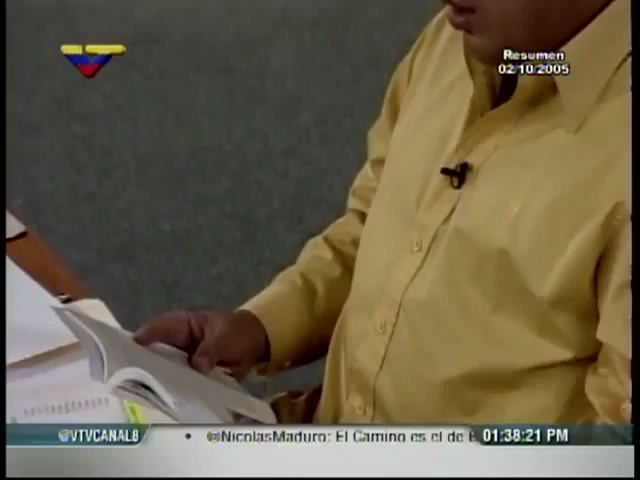 Resumen
02/10/2005
@VTVCANAL8
• @NicolasMaduro: El Camino es el de
01:38:21 PM